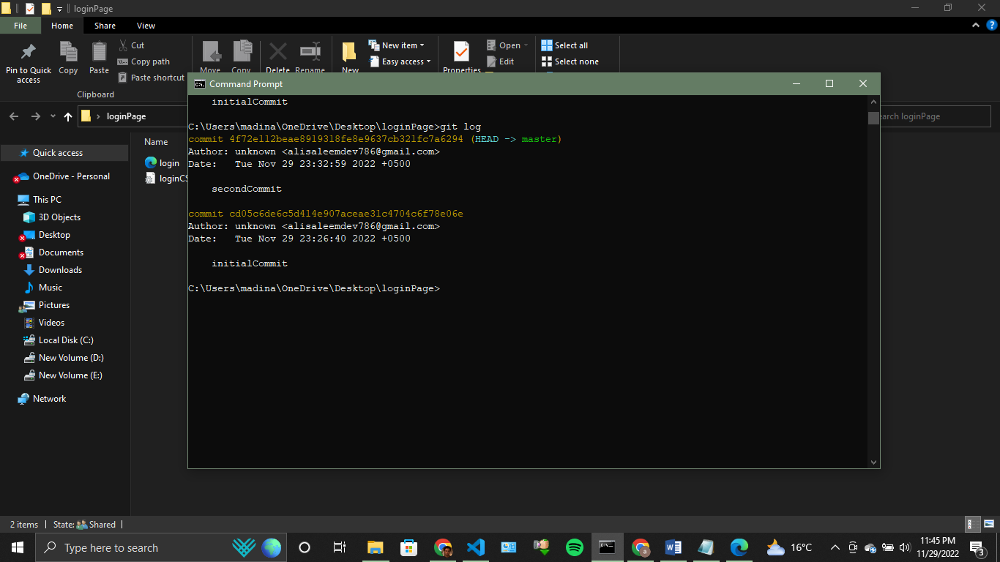 loginPage
File Home Share View
Pin to Quick access
Copy
Paste
Cut
Copy path
Paste shortcut
Clipboard
Move
Copy
Delete
Rename
New
New item
Easy access
Properties
Open
Edit
Select all
Select none
loginPage
earch loginPage
Quick access
OneDrive - Personal
This PC
3D Objects
Desktop
Documents
Downloads
Music
Pictures
Videos
Local Disk (C:)
New Volume (D:)
New Volume (E:)
Network
Name
login
loginCS
Command Prompt
initialCommit
C:\Users\madina\OneDrive\Desktop\loginPage>git log
commit 4f72e112beae8919318fe8e9637cb321fc7a6294 (HEAD -> master)
Author: unknown <alisaleemdev786@gmail.com>
Date: Tue Nov 29 23:32:59 2022 +0500
secondCommit
commit cd05c6de6c5d414e907aceae31c4704c6f78e06e
Author: unknown <alisaleemdev786@gmail.com>
Date: Tue Nov 29 23:26:40 2022 +0500
initialCommit
C:\Users\madina\OneDrive\Desktop\loginPage>
2 items State: Shared
Type here to search
16°C
11:45 PM
11/29/2022
3